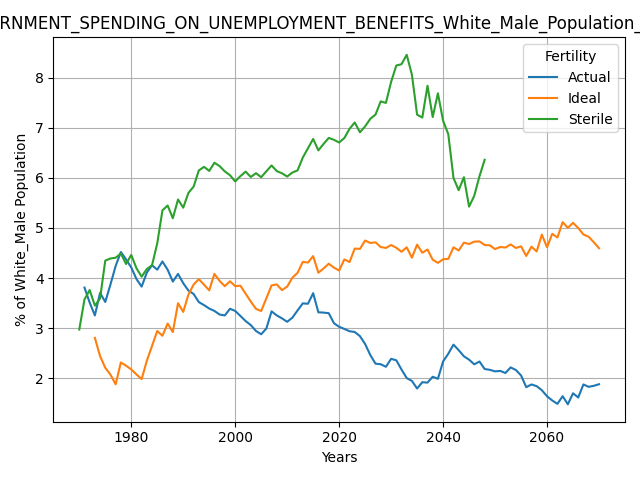 RNMENT_SPENDING_ON_UNEMPLOYMENT_BENEFITS_White_Male_Population_
Fertility
Actual
Ideal
Sterile
8
7
6
5
4
3
2
% of White_Male Population
1980
2000
2020
2040
2060
Years